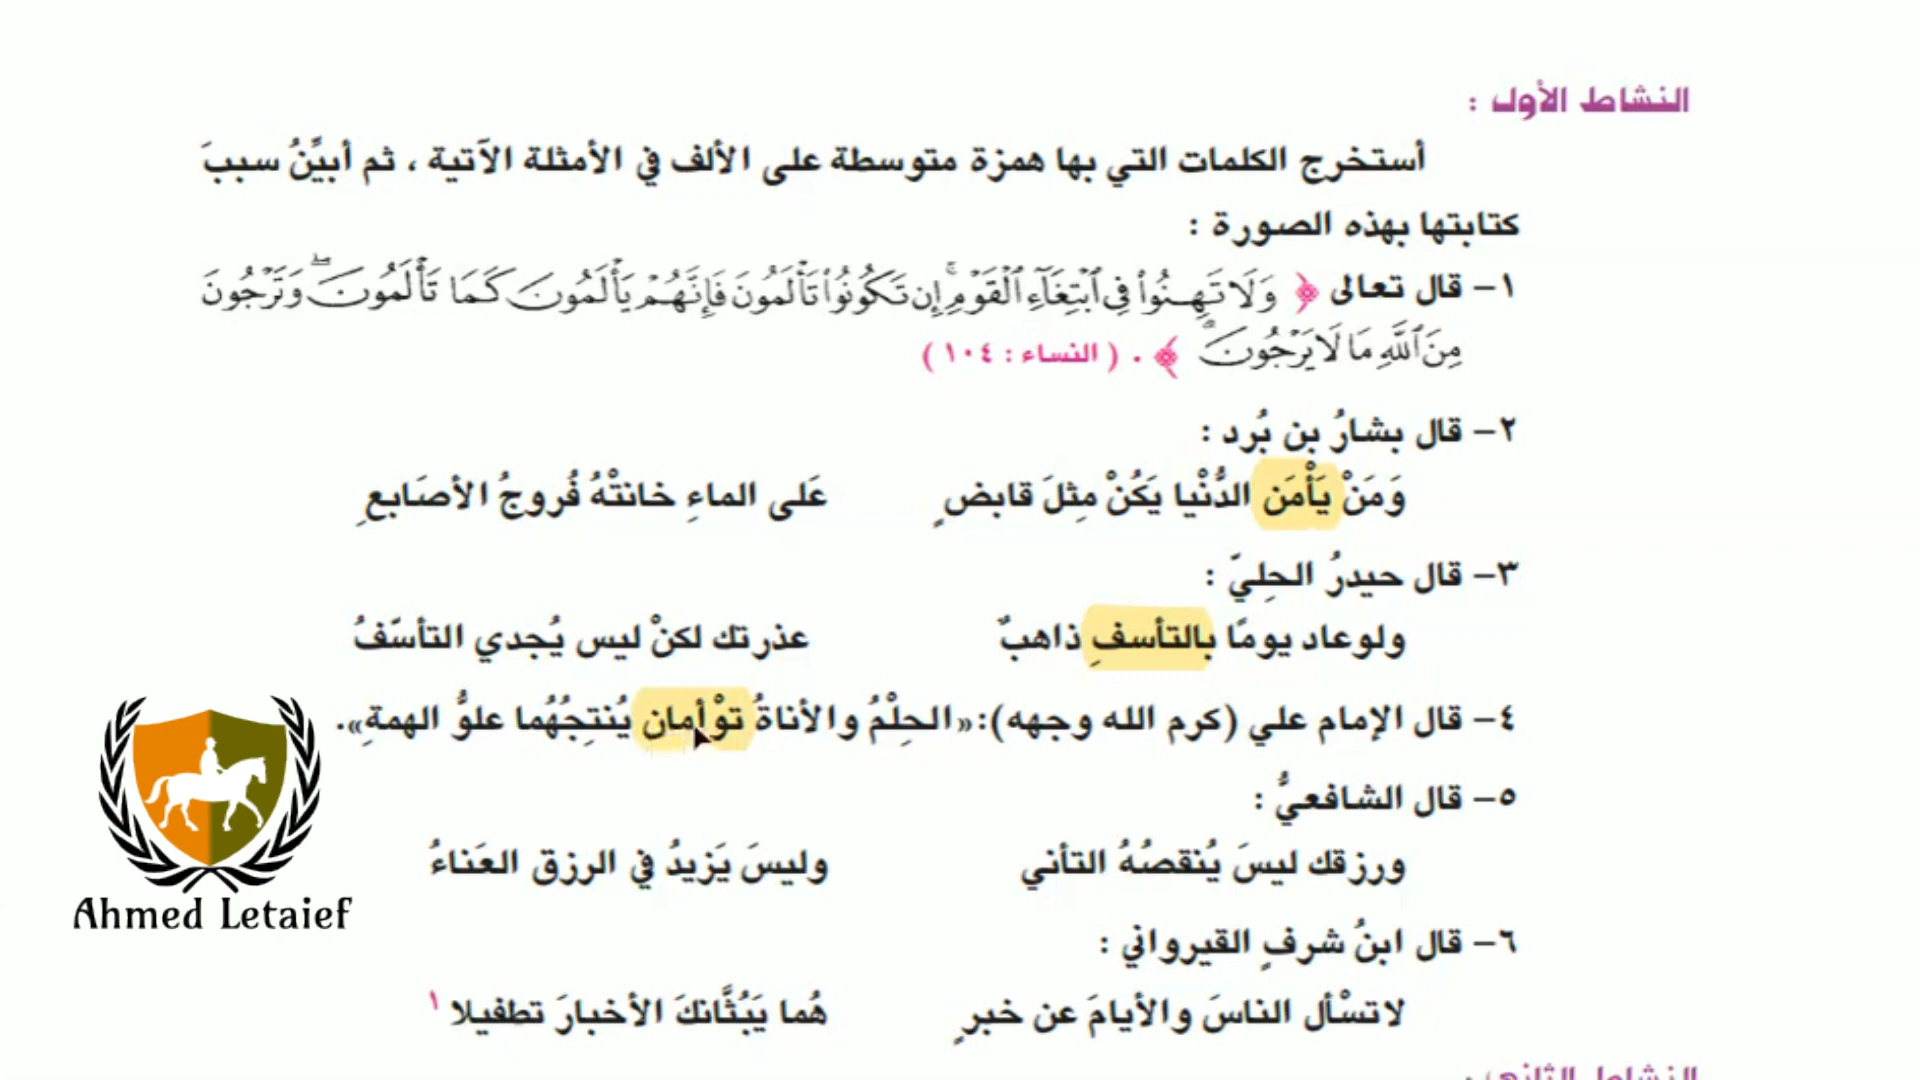 النشاط الأول :
أستخرج الكلمات التي بها همزة متوسطة على الألف في الأمثلة الآتية ، ثم أبيِّنُ سببَ
كتابتها بهذه الصورة :
١- قال تعالى ﴿ وَلَا تَهِنُوا۟ فِى ٱبْتِغَآءِ ٱلْقَوْمِ ۚ إِن تَكُونُوا۟ تَأْلَمُونَ فَإِنَّهُمْ يَأْلَمُونَ كَمَا تَأْلَمُونَ ۖ وَتَرْجُونَ
مِنَ ٱللَّهِ مَا لَا يَرْجُونَ ۗ ﴾ . ( النساء : ١٠٤ )
٢- قال بشارُ بن بُرد :
وَمَنْ يَأْمَن الدُّنْيا يَكُنْ مِثلَ قابضٍ عَلى الماءِ خانتْهُ فُروجُ الأصَابعِ
٣- قال حيدرُ الحِليّ :
ولوعاد يومًا بالتأسفِ ذاهبٌ عذرتك لكنْ ليس يُجدي التأسّفُ
٤- قال الإمام علي (كرم الله وجهه):«الحِلْمُ والأناةُ توْأمان يُنتِجُهُما علوُّ الهمةِ».
٥- قال الشافعيُّ :
ورزقك ليسَ يُنقصُهُ التأني وليسَ يَزيدُ في الرزق العَناءُ
٦- قال ابنُ شرفٍ القيرواني :
لاتسْأل الناسَ والأيامَ عن خبرٍ هُما يَبُثَّانكَ الأخبارَ تطفيلا ١
النشاط الثاني :
Ahmed Letaief